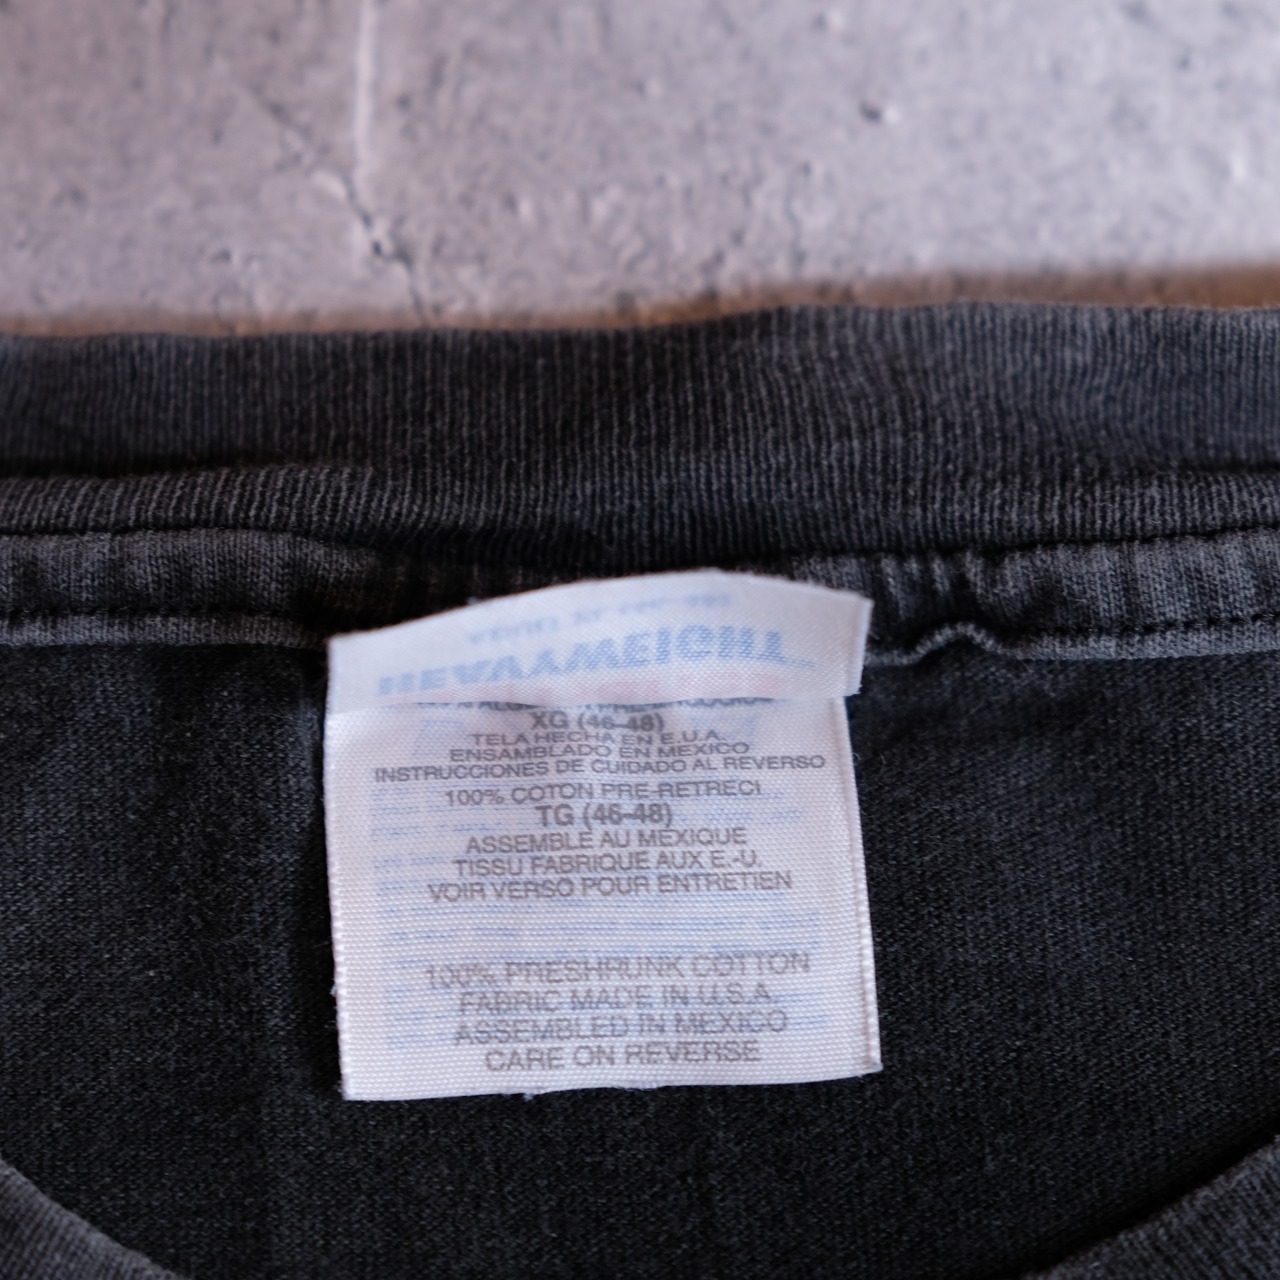 HEAVYWEIGHT
XG (46-48)
TELA HECHA EN E.U.A.
ENSAMBLADO EN MEXICO
INSTRUCCIONES DE CUIDADO AL REVERSO
100% COTON PRE-RETRECI
TG (46-48)
ASSEMBLE AU MEXIQUE
TISSU FABRIQUE AUX E.-U.
VOIR VERSO POUR ENTRETIEN
100% PRESHRUNK COTTON
FABRIC MADE IN U.S.A.
ASSEMBLED IN MEXICO
CARE ON REVERSE